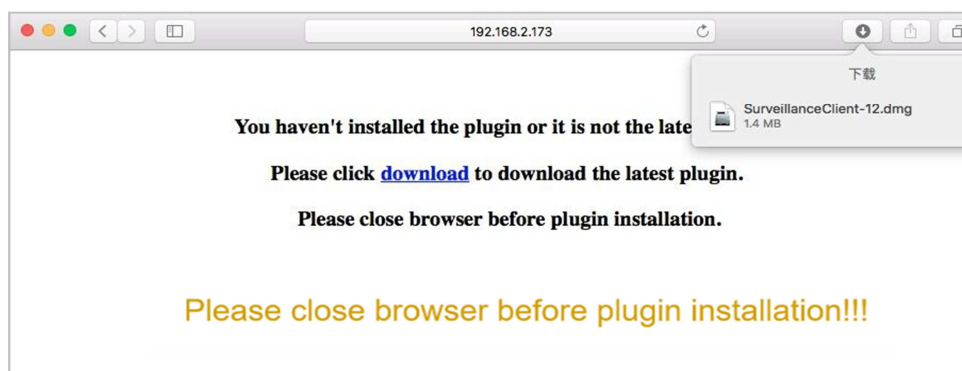 192.168.2.173
下载
SurveillanceClient-12.dmg
1.4 MB
You haven't installed the plugin or it is not the
Please click download to download the latest plugin.
Please close browser before plugin installation.
Please close browser before plugin installation!!!